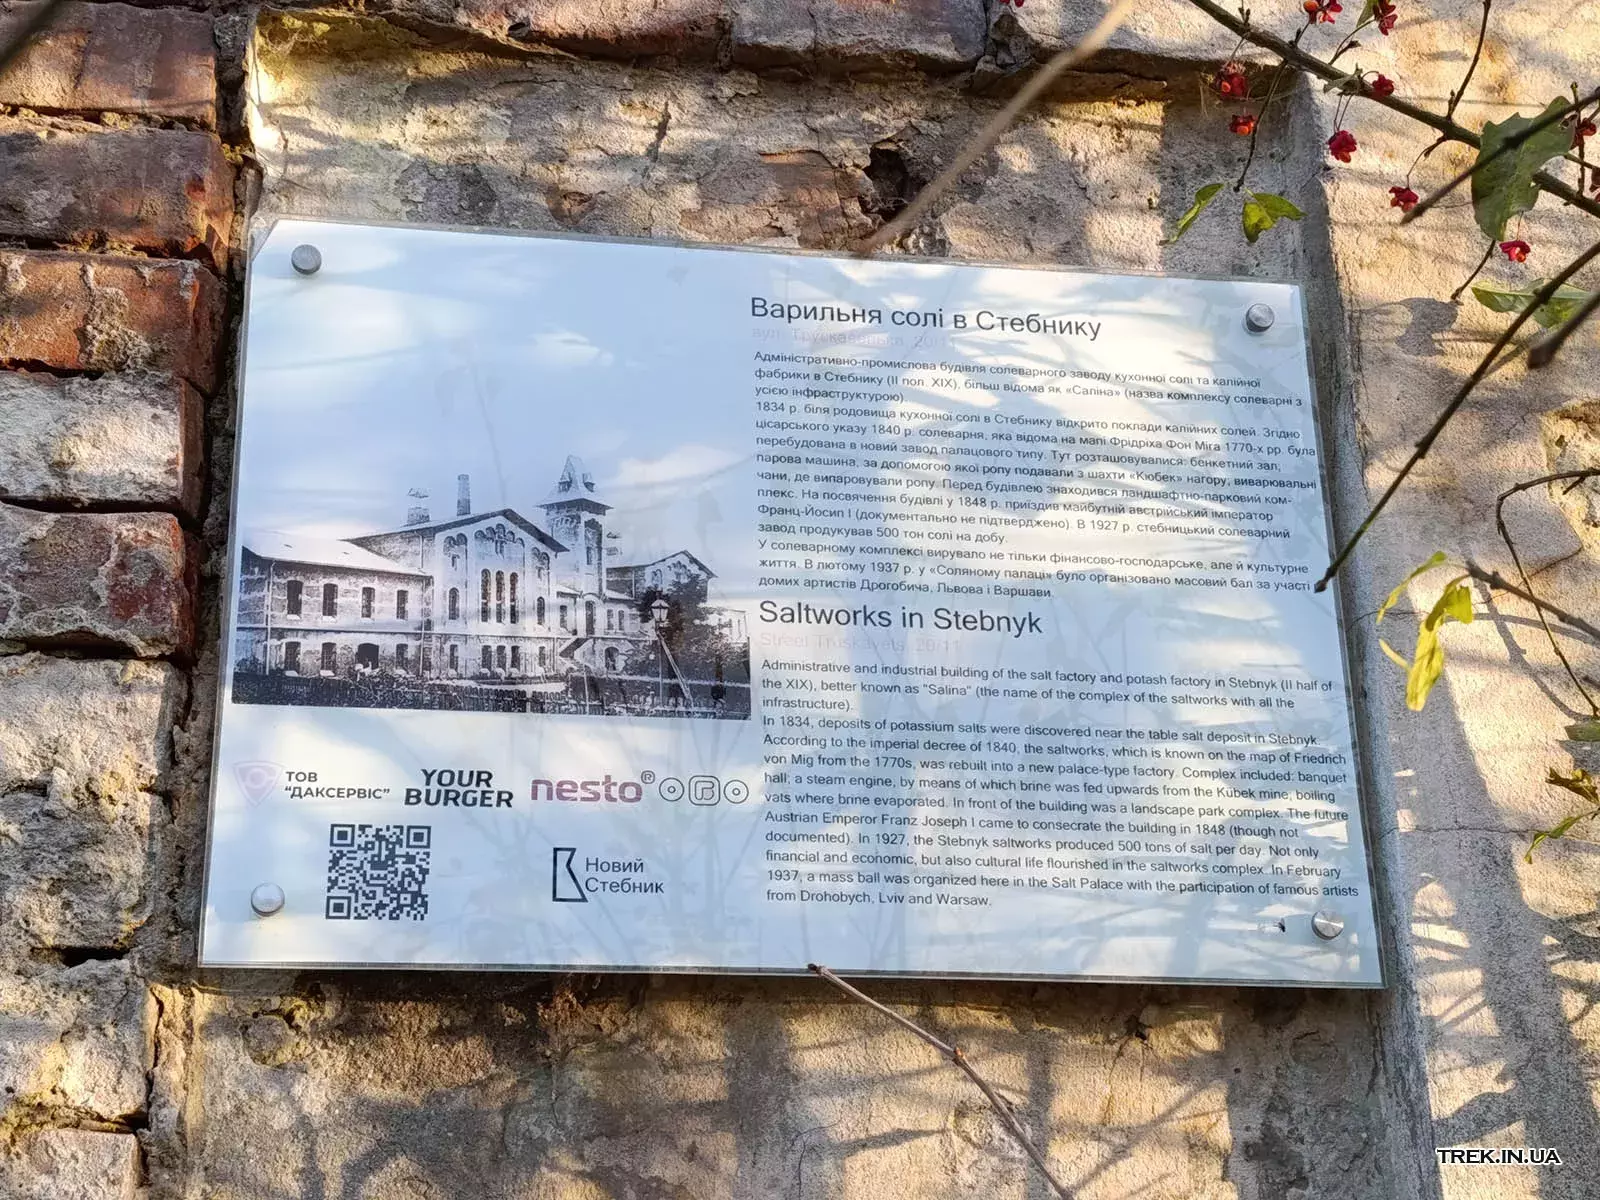 Варильня солі в Стебнику
вул. Трускавецька, 20/11
Адміністративно-промислова будівля солеварного заводу кухонної солі та калійної
фабрики в Стебнику (ІІ пол. ХІХ), більш відома як «Саліна» (назва комплексу солеварні з
усією інфраструктурою).
1834 р. біля родовища кухонної солі в Стебнику відкрито поклади калійних солей. Згідно
цісарського указу 1840 р. солеварня, яка відома на мапі Фрідріха Фон Міга 1770-х рр. була
перебудована в новий завод палацового типу. Тут розташовувалися: бенкетний зал,
парова машина, за допомогою якої ропу подавали з шахти «Кюбек» нагору, виварювальні
чани, де випаровували ропу. Перед будівлею знаходився ландшафтно-парковий ком-
плекс. На посвячення будівлі у 1848 р. приїздив майбутній австрійський імператор
Франц-Йосип І (документально не підтверджено). В 1927 р. стебницький солеварний
завод продукував 500 тон солі на добу.
У солеварному комплексі вирувало не тільки фінансово-господарське, але й культурне
життя. В лютому 1937 р. у «Соляному палаці» було організовано масовий бал за участі
домих артистів Дрогобича, Львова і Варшави.
Saltworks in Stebnyk
Street Truskavets, 20/11
Administrative and industrial building of the salt factory and potash factory in Stebnyk (II half of
the XIX), better known as "Salina" (the name of the complex of the saltworks with all the
infrastructure).
In 1834, deposits of potassium salts were discovered near the table salt deposit in Stebnyk.
According to the imperial decree of 1840, the saltworks, which is known on the map of Friedrich
von Mig from the 1770s, was rebuilt into a new palace-type factory. Complex included: banquet
hall; a steam engine, by means of which brine was fed upwards from the Kubek mine; boiling
vats where brine evaporated. In front of the building was a landscape park complex. The future
Austrian Emperor Franz Joseph I came to consecrate the building in 1848 (though not
documented). In 1927, the Stebnyk saltworks produced 500 tons of salt per day. Not only
financial and economic, but also cultural life flourished in the saltworks complex. In February
1937, a mass ball was organized here in the Salt Palace with the participation of famous artists
from Drohobych, Lviv and Warsaw.
ТОВ
"ДАКСЕРВІС"
YOUR
BURGER
nesto®
Новий
Стебник
TREK.IN.UA